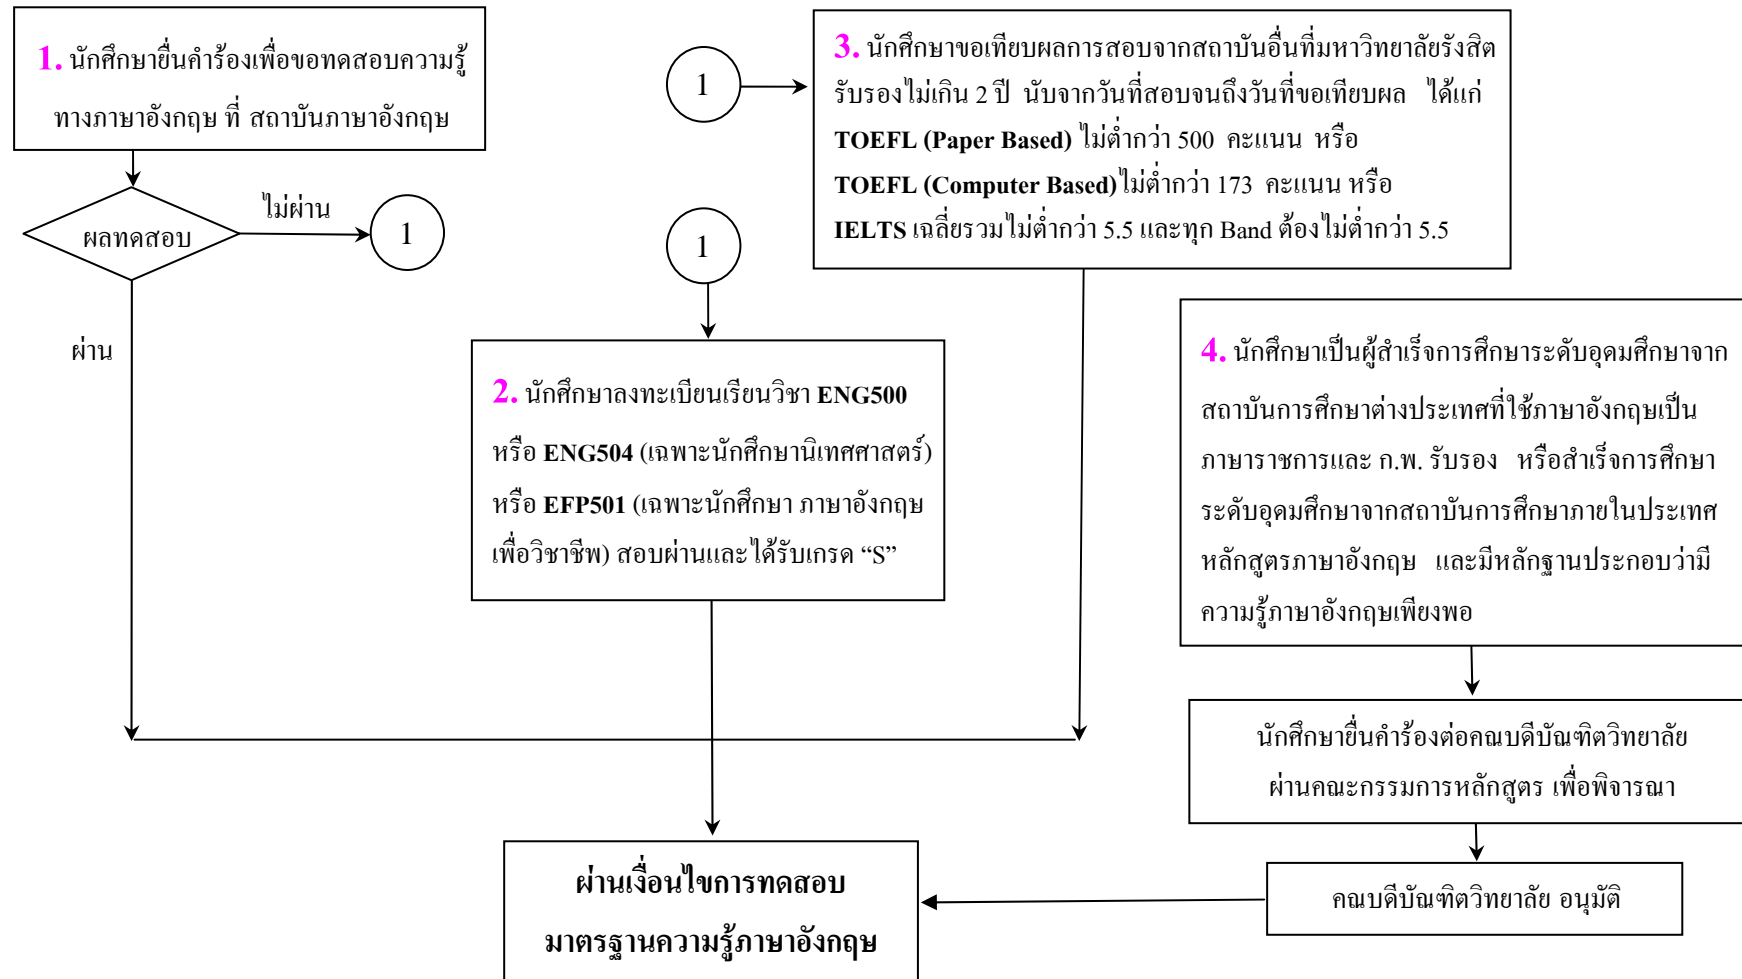 1. นักศึกษายื่นคำร้องเพื่อขอทดสอบความรู้
ทางภาษาอังกฤษ ที่ สถาบันภาษาอังกฤษ
ผลทดสอบ
ไม่ผ่าน
1
ผ่าน
1
3. นักศึกษาขอเทียบผลการสอบจากสถาบันอื่นที่มหาวิทยาลัยรังสิต
รับรองไม่เกิน 2 ปี นับจากวันที่สอบจนถึงวันที่ขอเทียบผล ได้แก่
TOEFL (Paper Based) ไม่ต่ำกว่า 500 คะแนน หรือ
TOEFL (Computer Based) ไม่ต่ำกว่า 173 คะแนน หรือ
IELTS เฉลี่ยรวมไม่ต่ำกว่า 5.5 และทุก Band ต้องไม่ต่ำกว่า 5.5
1
2. นักศึกษาลงทะเบียนเรียนวิชา ENG500
หรือ ENG504 (เฉพาะนักศึกษานิเทศศาสตร์)
หรือ EFP501 (เฉพาะนักศึกษา ภาษาอังกฤษ
เพื่อวิชาชีพ) สอบผ่านและได้รับเกรด “S”
4. นักศึกษาเป็นผู้สำเร็จการศึกษาระดับอุดมศึกษาจาก
สถาบันการศึกษาต่างประเทศที่ใช้ภาษาอังกฤษเป็น
ภาษาราชการและ ก.พ. รับรอง หรือสำเร็จการศึกษา
ระดับอุดมศึกษาจากสถาบันการศึกษาภายในประเทศ
หลักสูตรภาษาอังกฤษ และมีหลักฐานประกอบว่ามี
ความรู้ภาษาอังกฤษเพียงพอ
นักศึกษายื่นคำร้องต่อคณบดีบัณฑิตวิทยาลัย
ผ่านคณะกรรมการหลักสูตร เพื่อพิจารณา
คณบดีบัณฑิตวิทยาลัย อนุมัติ
ผ่านเงื่อนไขการทดสอบ
มาตรฐานความรู้ภาษาอังกฤษ